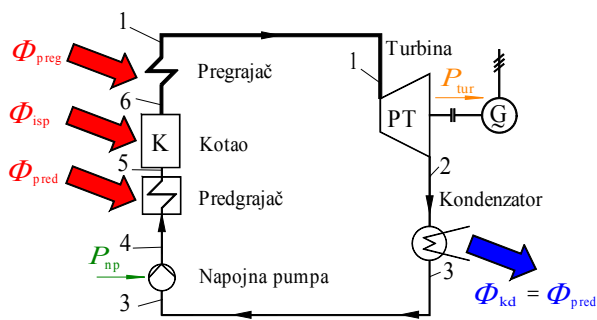 1
Turbina
Φpreg
Pregrajač
1
Ptur
6
PT
G
~
Φisp
K
Kotao
5
2
Φpred
Predgrajač
Kondenzator
4
Pnp
Napojna pumpa
3
3
Φkd = Φpred